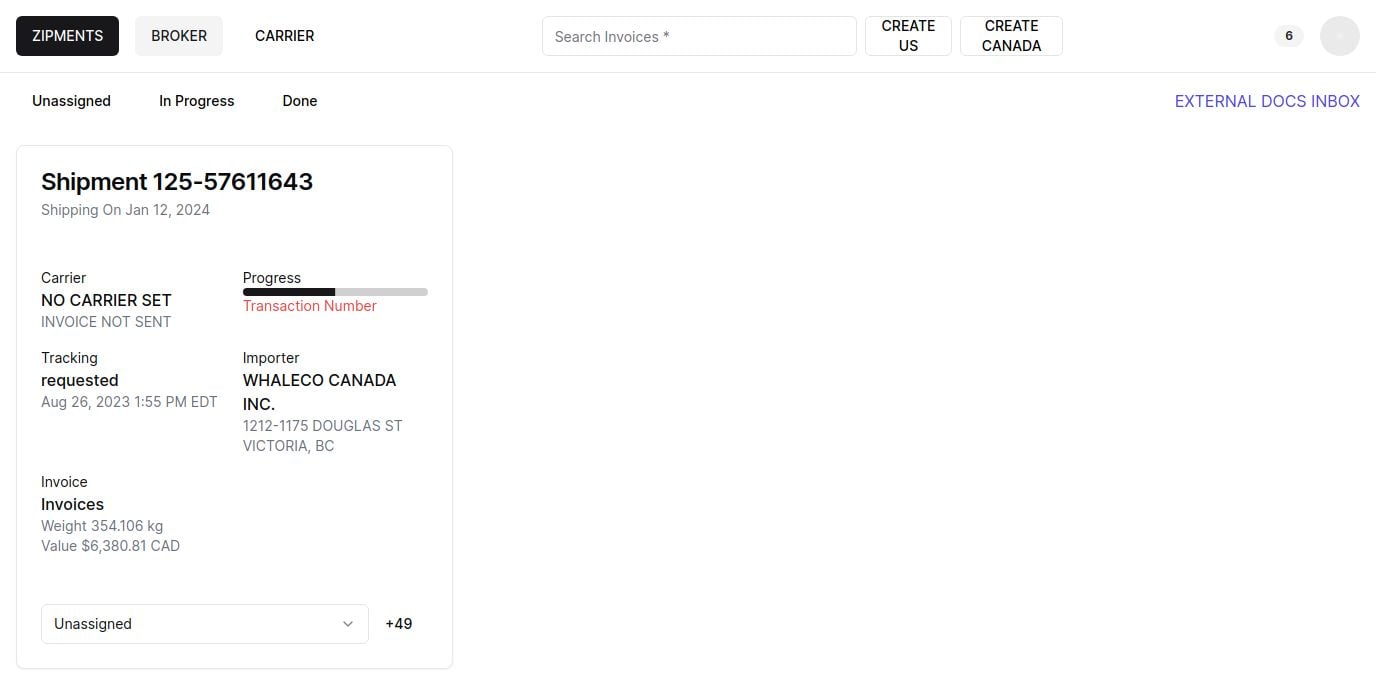 ZIPMENTS BROKER CARRIER Search Invoices * CREATE US CREATE CANADA 6
Unassigned In Progress Done EXTERNAL DOCS INBOX
Shipment 125-57611643
Shipping On Jan 12, 2024
Carrier
NO CARRIER SET
INVOICE NOT SENT
Progress
Transaction Number
Tracking
requested
Aug 26, 2023 1:55 PM EDT
Importer
WHALECO CANADA
INC.
1212-1175 DOUGLAS ST
VICTORIA, BC
Invoice
Invoices
Weight 354.106 kg
Value $6,380.81 CAD
Unassigned +49